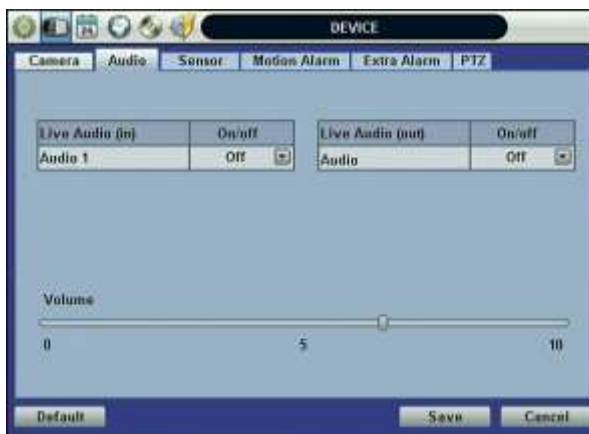 24
DEVICE
Camera Audio Sensor Motion Alarm Extra Alarm PTZ
Live Audio (in) On/off Live Audio (out) On/off
Audio 1 Off Audio Off
Volume
0 5 10
Default Save Cancel